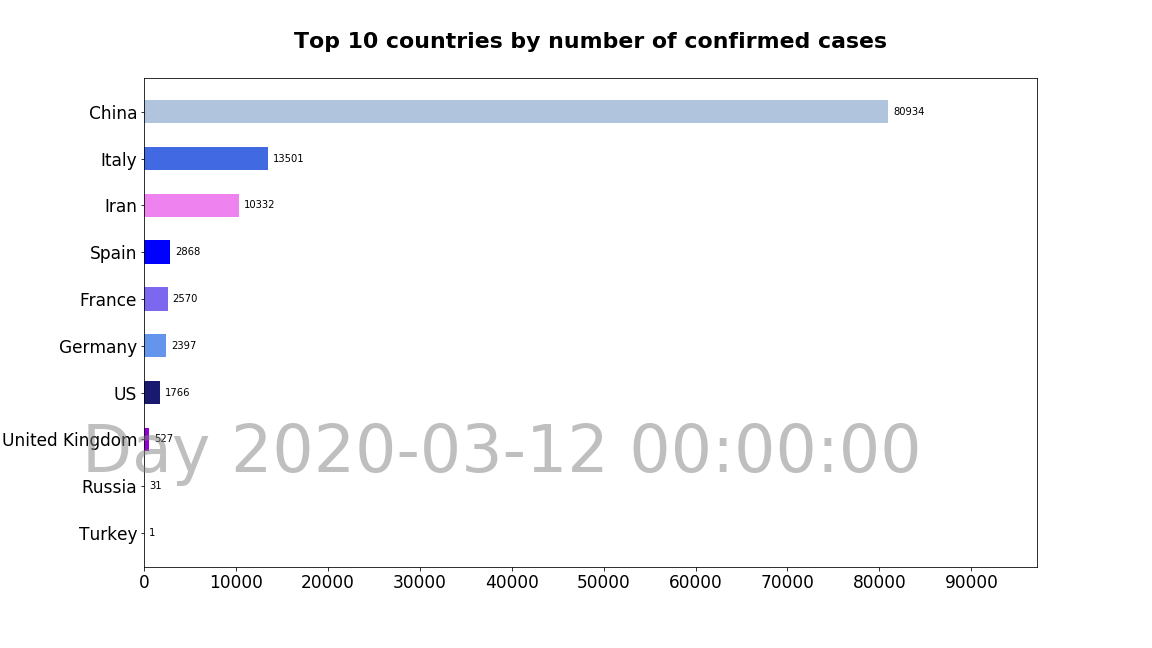 Top 10 countries by number of confirmed cases
China 80934
Italy 13501
Iran 10332
Spain 2868
France 2570
Germany 2397
US 1766
United Kingdom 527
Day 2020-03-12 00:00:00
Russia 31
Turkey 1
0 10000 20000 30000 40000 50000 60000 70000 80000 90000